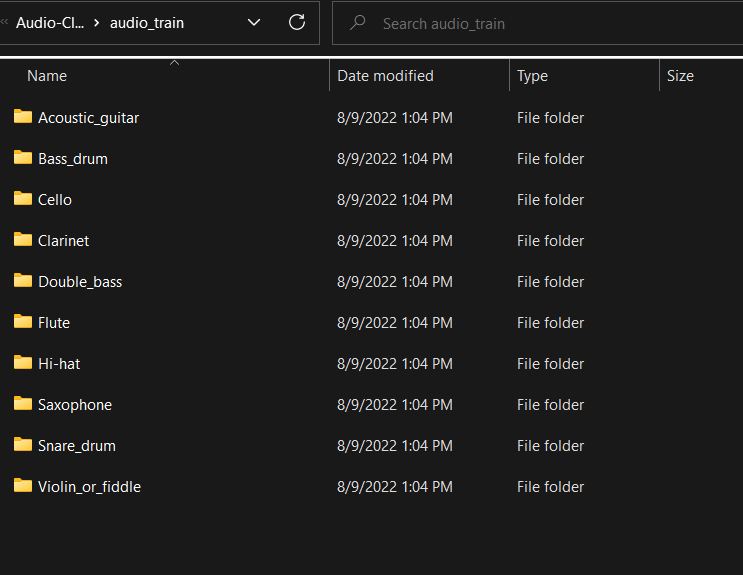 Audio-Cl... > audio_train
Search audio_train
Name Date modified Type Size
Acoustic_guitar 8/9/2022 1:04 PM File folder
Bass_drum 8/9/2022 1:04 PM File folder
Cello 8/9/2022 1:04 PM File folder
Clarinet 8/9/2022 1:04 PM File folder
Double_bass 8/9/2022 1:04 PM File folder
Flute 8/9/2022 1:04 PM File folder
Hi-hat 8/9/2022 1:04 PM File folder
Saxophone 8/9/2022 1:04 PM File folder
Snare_drum 8/9/2022 1:04 PM File folder
Violin_or_fiddle 8/9/2022 1:04 PM File folder